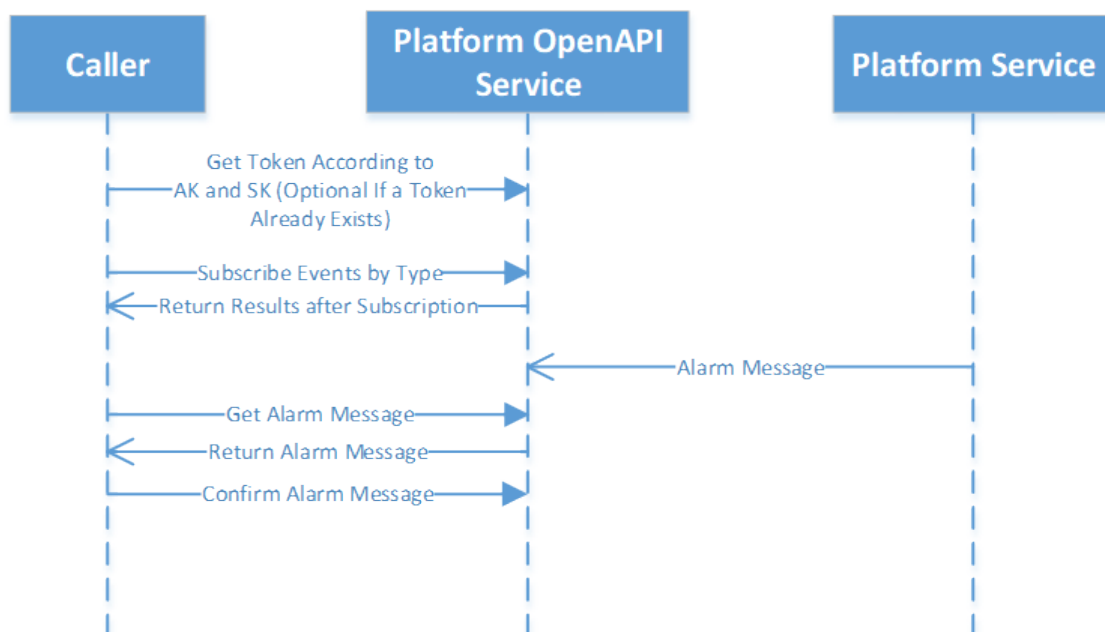 Caller
Platform OpenAPI
Service
Platform Service
Get Token According to
AK and SK (Optional If a Token
Already Exists)
Subscribe Events by Type
Return Results after Subscription
Alarm Message
Get Alarm Message
Return Alarm Message
Confirm Alarm Message